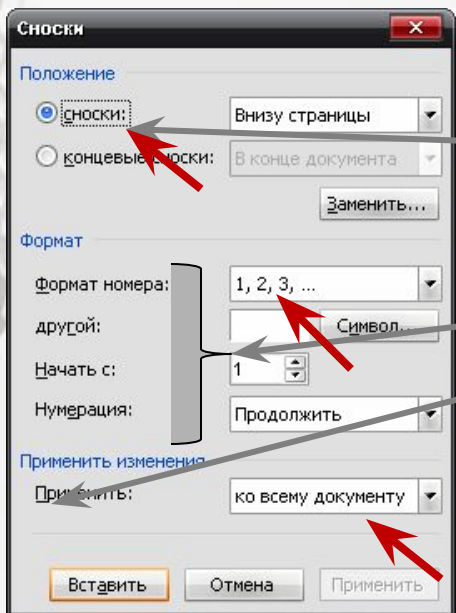 Сноски
Положение
сноски: Внизу страницы
концевые сноски: В конце документа
Заменить...
Формат
Формат номера: 1, 2, 3, ...
другой: Символ...
Начать с: 1
Нумерация: Продолжить
Применить изменения
Применить: ко всему документу
Вставить Отмена Применить